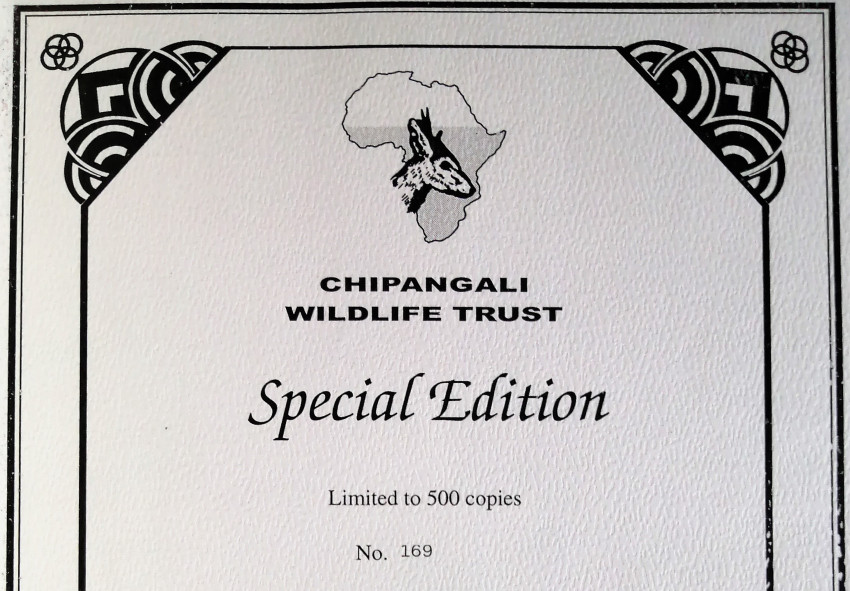 CHIPANGALI
WILDLIFE TRUST
Special Edition
Limited to 500 copies
No. 169